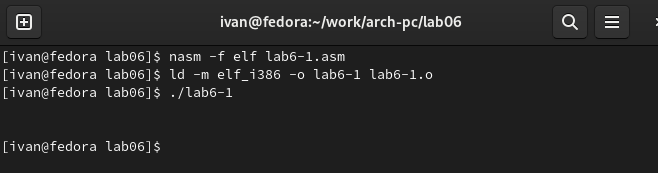 ivan@fedora:~/work/arch-pc/lab06
[ivan@fedora lab06]$ nasm -f elf lab6-1.asm
[ivan@fedora lab06]$ ld -m elf_i386 -o lab6-1 lab6-1.o
[ivan@fedora lab06]$ ./lab6-1
[ivan@fedora lab06]$